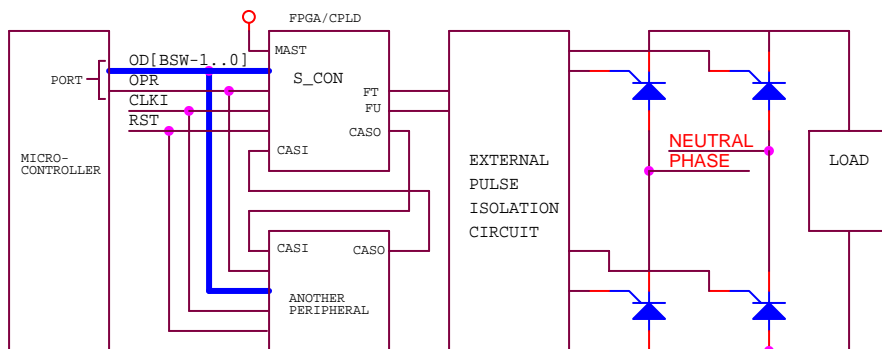 FPGA/CPLD
MAST
OD[BSW-1..0]
PORT
OPR
S_CON
CLKI
RST
FT
FU
CASO
CASI
MICRO-
CONTROLLER
EXTERNAL
PULSE
ISOLATION
CIRCUIT
NEUTRAL
PHASE
LOAD
CASI
CASO
ANOTHER
PERIPHERAL